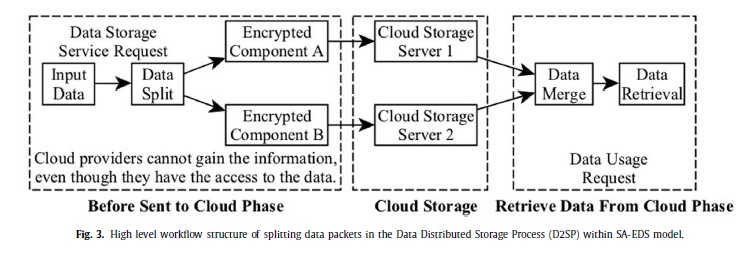 Data Storage
Service Request
Input
Data
Data
Split
Encrypted
Component A
Encrypted
Component B
Cloud providers cannot gain the information,
even though they have the access to the data.
Before Sent to Cloud Phase
Cloud Storage
Server 1
Cloud Storage
Server 2
Cloud Storage
Data
Merge
Data
Retrieval
Data Usage
Request
Retrieve Data From Cloud Phase
Fig. 3. High level workflow structure of splitting data packets in the Data Distributed Storage Process (D2SP) within SA-EDS model.